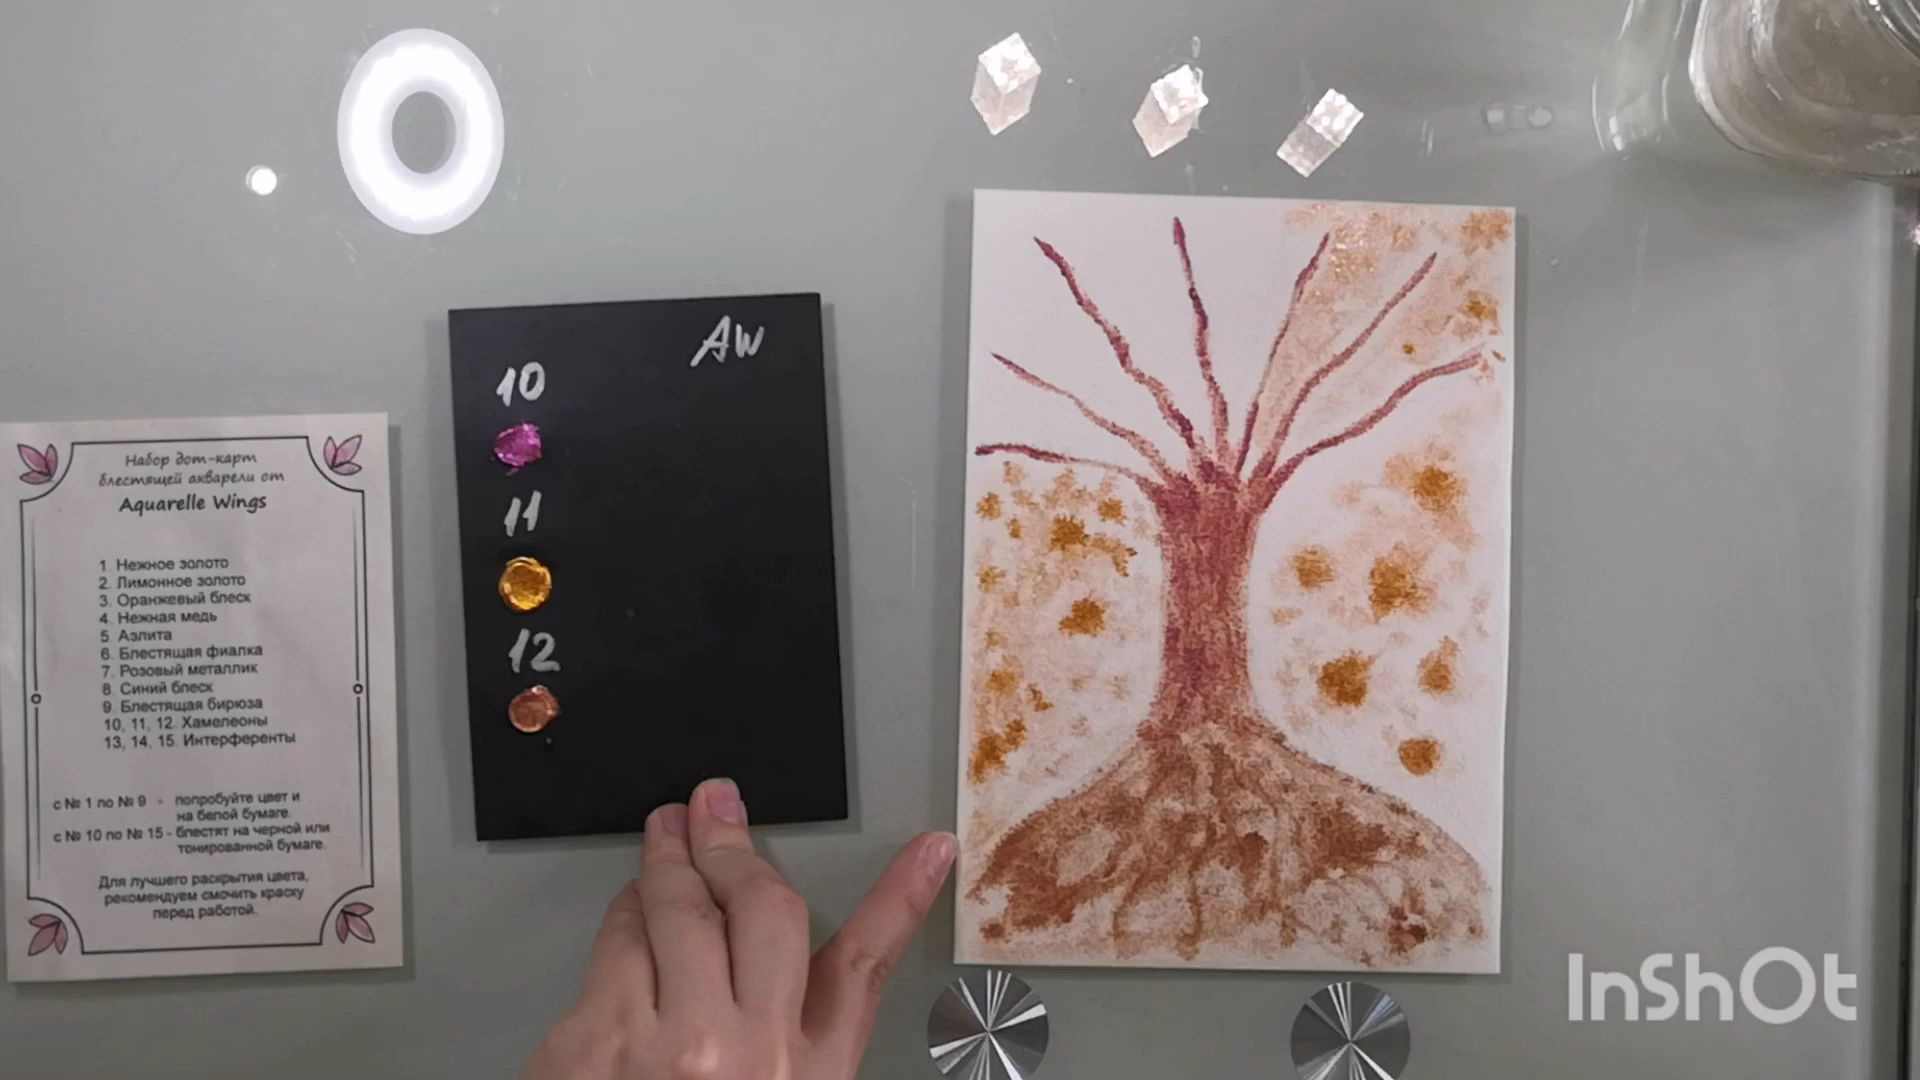 Набор дот-карт
блестящей акварели от
Aquarelle Wings
1. Нежное золото
2. Лимонное золото
3. Оранжевый блеск
4. Нежная медь
5. Аэлита
6. Блестящая фиалка
7. Розовый металлик
8. Синий блеск
9. Блестящая бирюза
10, 11, 12. Хамелеоны
13, 14, 15. Интерференты
с № 1 по № 9 - попробуйте цвет и
на белой бумаге.
с № 10 по № 15 - блестят на черной или
тонированной бумаге.
Для лучшего раскрытия цвета,
рекомендуем смочить краску
перед работой.
AW
10
11
12
InShOt